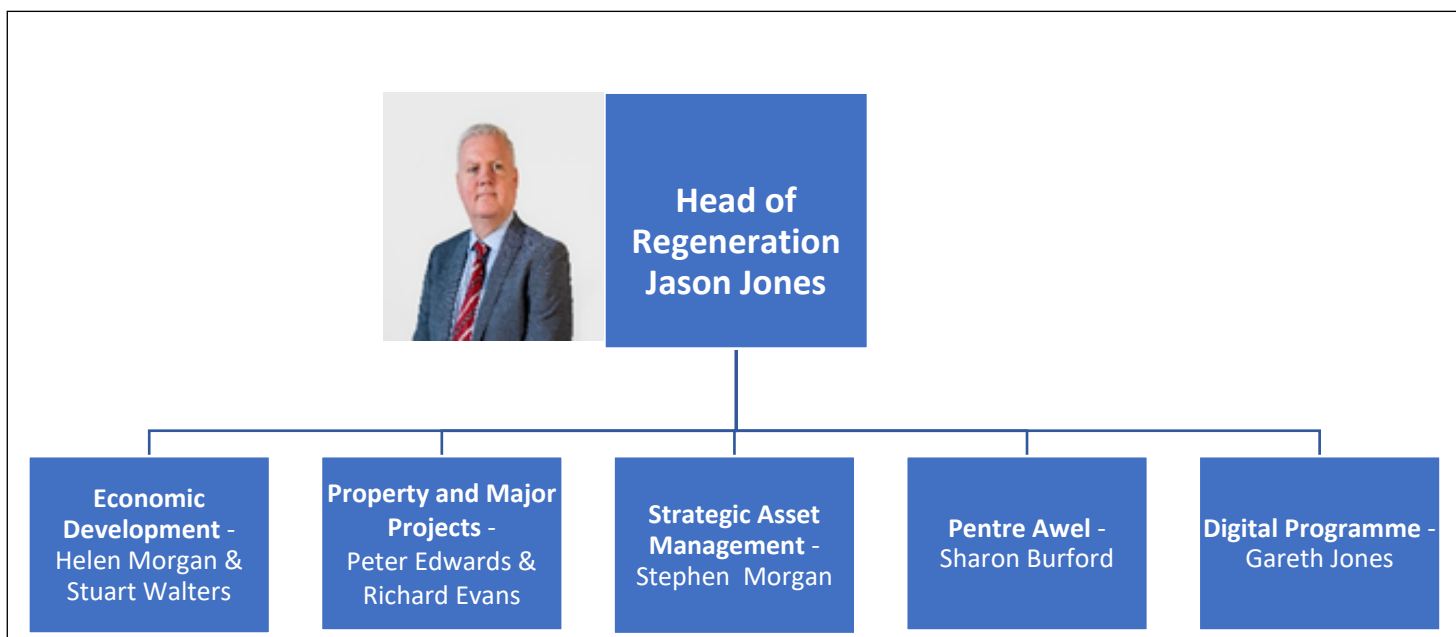 Head of
Regeneration
Jason Jones
Economic
Development -
Helen Morgan &
Stuart Walters
Property and Major
Projects -
Peter Edwards &
Richard Evans
Strategic Asset
Management -
Stephen  Morgan
Pentre Awel -
Sharon Burford
Digital Programme -
Gareth Jones